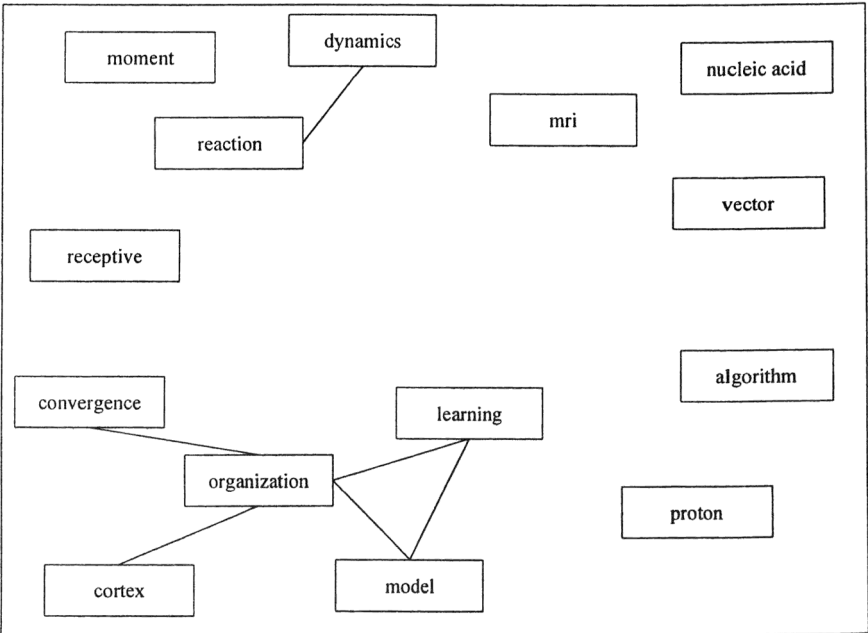 dynamics
moment
nucleic acid
mri
reaction
vector
receptive
algorithm
convergence
learning
organization
proton
model
cortex